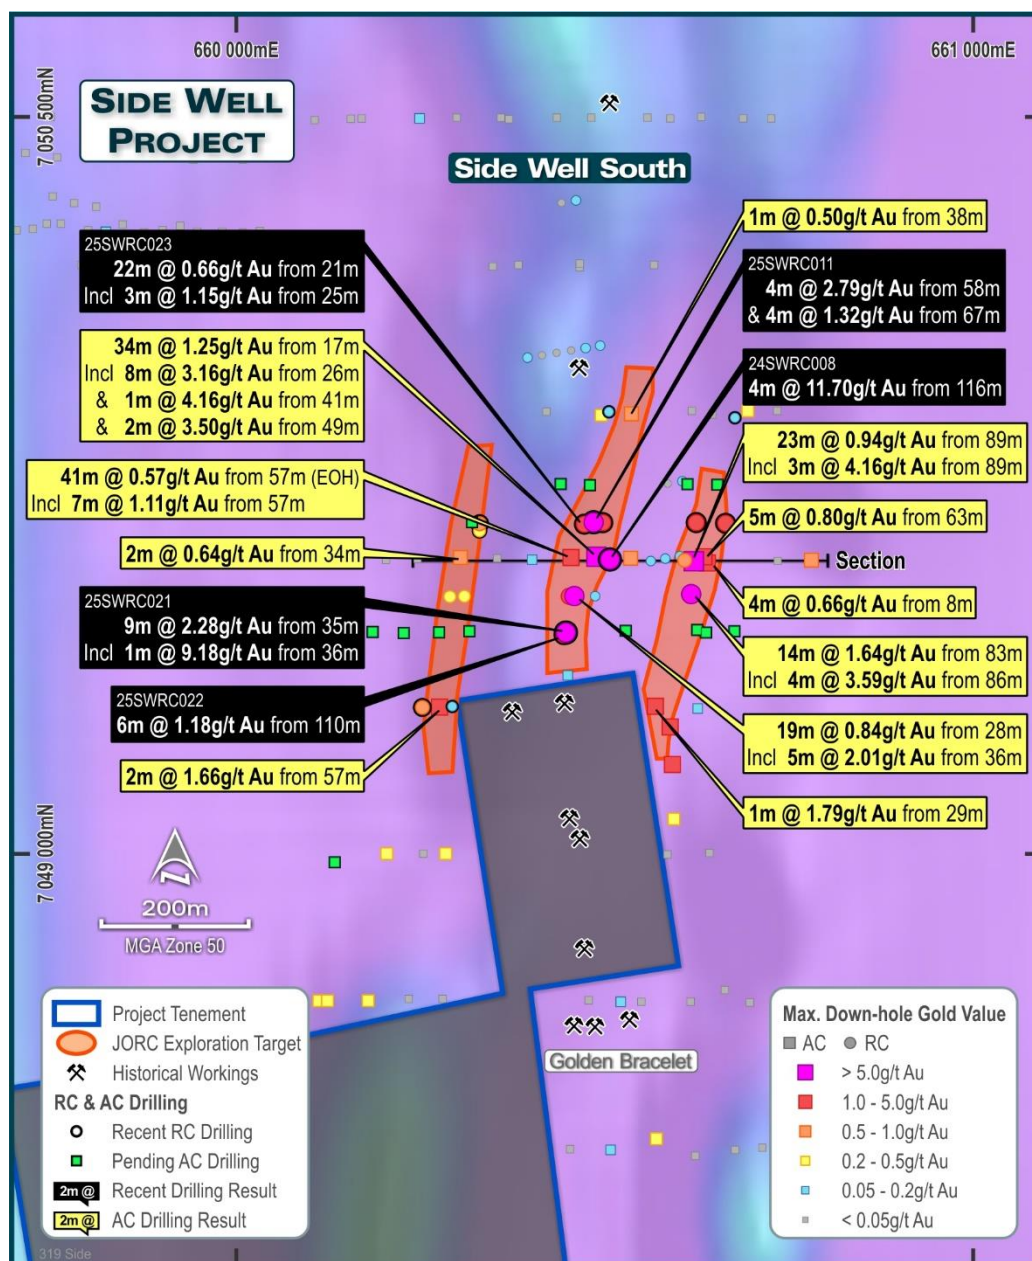 660 000mE
661 000mE
7 050 500mN
SIDE WELL
PROJECT
Side Well South
25SWRC023
22m @ 0.66g/t Au from 21m
Incl 3m @ 1.15g/t Au from 25m
34m @ 1.25g/t Au from 17m
Incl 8m @ 3.16g/t Au from 26m
& 1m @ 4.16g/t Au from 41m
& 2m @ 3.50g/t Au from 49m
41m @ 0.57g/t Au from 57m (EOH)
Incl 7m @ 1.11g/t Au from 57m
2m @ 0.64g/t Au from 34m
25SWRC021
9m @ 2.28g/t Au from 35m
Incl 1m @ 9.18g/t Au from 36m
25SWRC022
6m @ 1.18g/t Au from 110m
2m @ 1.66g/t Au from 57m
1m @ 0.50g/t Au from 38m
25SWRC011
4m @ 2.79g/t Au from 58m
& 4m @ 1.32g/t Au from 67m
24SWRC008
4m @ 11.70g/t Au from 116m
23m @ 0.94g/t Au from 89m
Incl 3m @ 4.16g/t Au from 89m
5m @ 0.80g/t Au from 63m
Section
4m @ 0.66g/t Au from 8m
14m @ 1.64g/t Au from 83m
Incl 4m @ 3.59g/t Au from 86m
19m @ 0.84g/t Au from 28m
Incl 5m @ 2.01g/t Au from 36m
1m @ 1.79g/t Au from 29m
7 049 000mN
N
200m
MGA Zone 50
Golden Bracelet
Project Tenement
JORC Exploration Target
Historical Workings
RC & AC Drilling
Recent RC Drilling
Pending AC Drilling
2m @ Recent Drilling Result
2m @ AC Drilling Result
319 Side
Max. Down-hole Gold Value
AC RC
> 5.0g/t Au
1.0 - 5.0g/t Au
0.5 - 1.0g/t Au
0.2 - 0.5g/t Au
0.05 - 0.2g/t Au
< 0.05g/t Au